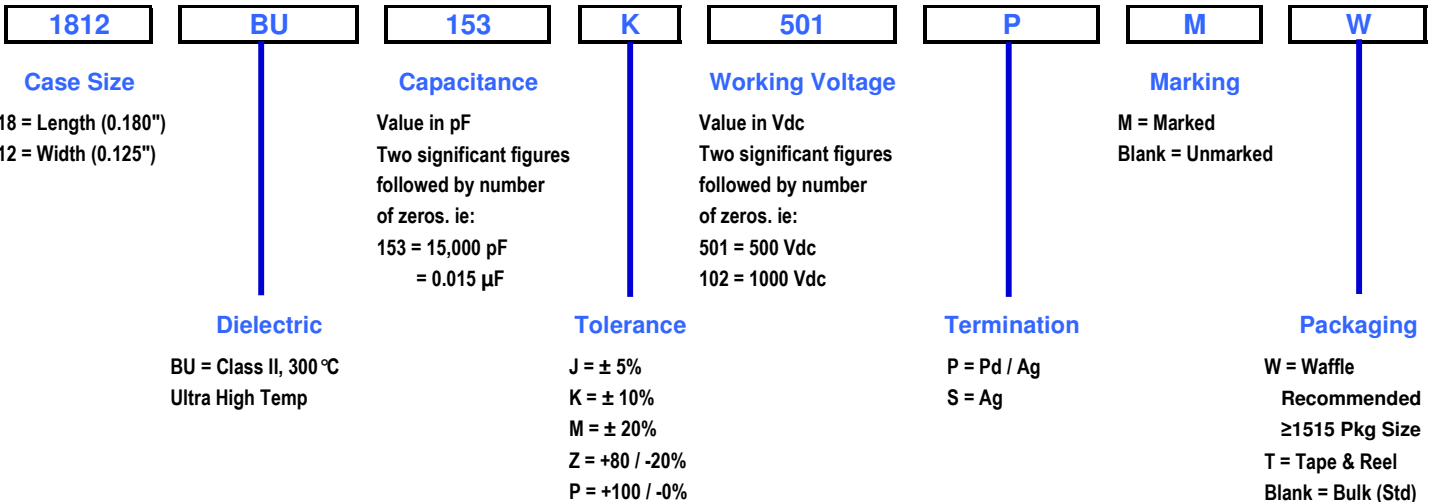 1812 BU 153 K 501 P M W
Case Size
18 = Length (0.180")
12 = Width (0.125")
Capacitance
Value in pF
Two significant figures
followed by number
of zeros. ie:
153 = 15,000 pF
= 0.015 µF
Working Voltage
Value in Vdc
Two significant figures
followed by number
of zeros. ie:
501 = 500 Vdc
102 = 1000 Vdc
Marking
M = Marked
Blank = Unmarked
Dielectric
BU = Class II, 300°C
Ultra High Temp
Tolerance
J = ± 5%
K = ± 10%
M = ± 20%
Z = +80 / -20%
P = +100 / -0%
Termination
P = Pd / Ag
S = Ag
Packaging
W = Waffle
Recommended
≥1515 Pkg Size
T = Tape & Reel
Blank = Bulk (Std)